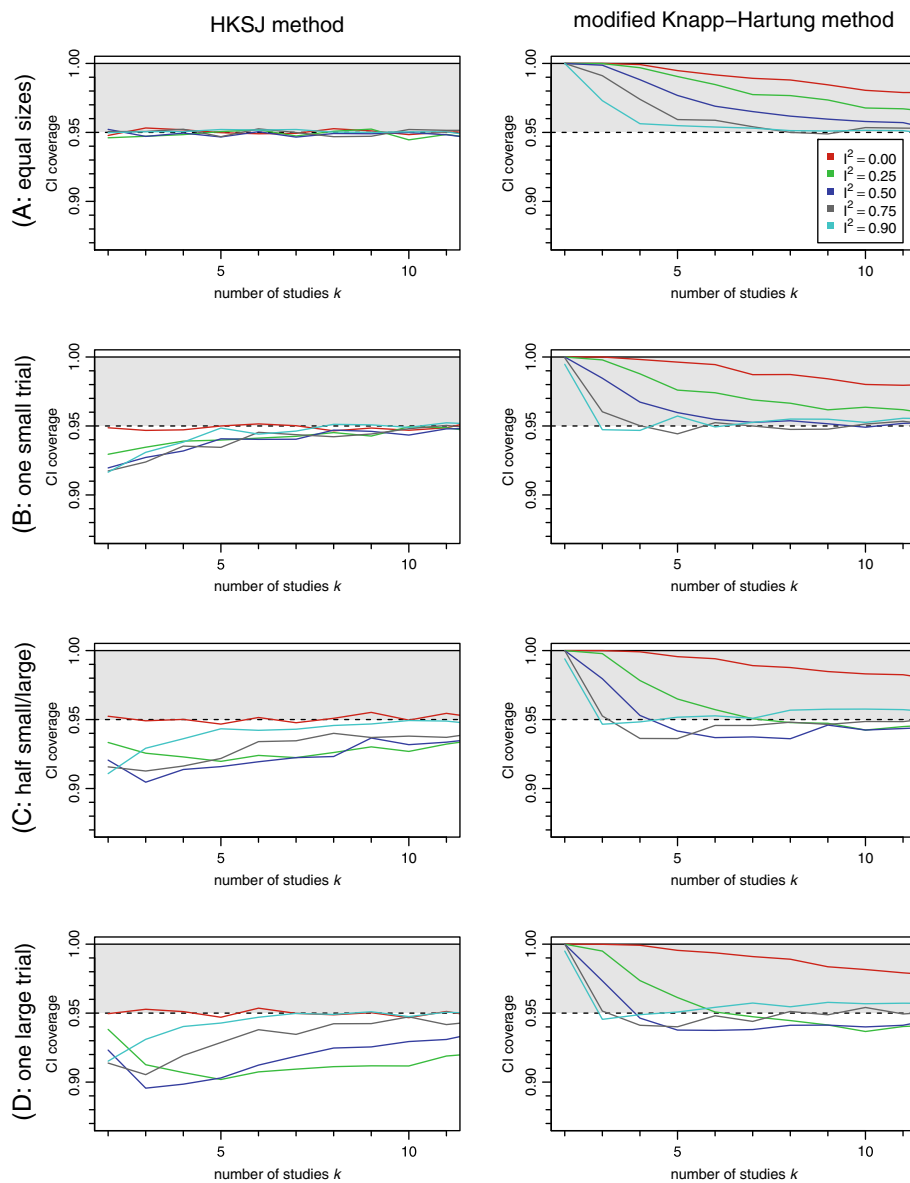 HKSJ method
modified Knapp−Hartung method
(A: equal sizes)
CI coverage
1.00
0.95
0.90
5
10
number of studies k
CI coverage
1.00
0.95
0.90
I² = 0.00
I² = 0.25
I² = 0.50
I² = 0.75
I² = 0.90
5
10
number of studies k
(B: one small trial)
CI coverage
1.00
0.95
0.90
5
10
number of studies k
CI coverage
1.00
0.95
0.90
5
10
number of studies k
(C: half small/large)
CI coverage
1.00
0.95
0.90
5
10
number of studies k
CI coverage
1.00
0.95
0.90
5
10
number of studies k
(D: one large trial)
CI coverage
1.00
0.95
0.90
5
10
number of studies k
CI coverage
1.00
0.95
0.90
5
10
number of studies k